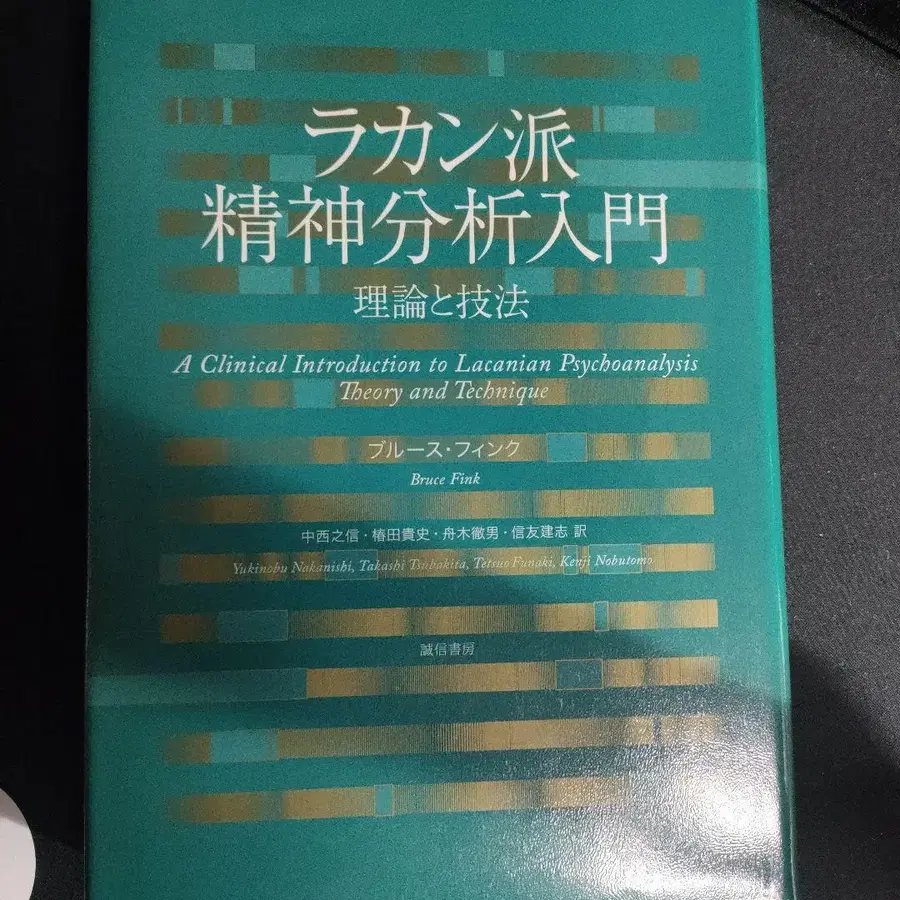 ラカン派
精神分析入門
理論と技法
A Clinical Introduction to Lacanian Psychoanalysis
Theory and Technique
ブルース・フィンク
Bruce Fink
中西之信・椿田貴史・舟木徹男・信友建志 訳
Yukinobu Nakanishi, Takashi Tsubakita, Tetsuo Funaki, Kenji Nobutomo
誠信書房